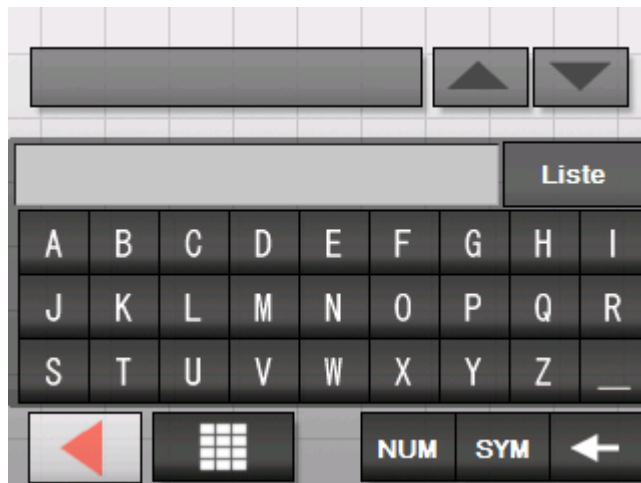 Liste
A B C D E F G H I
J K L M N O P Q R
S T U V W X Y Z _
NUM SYM